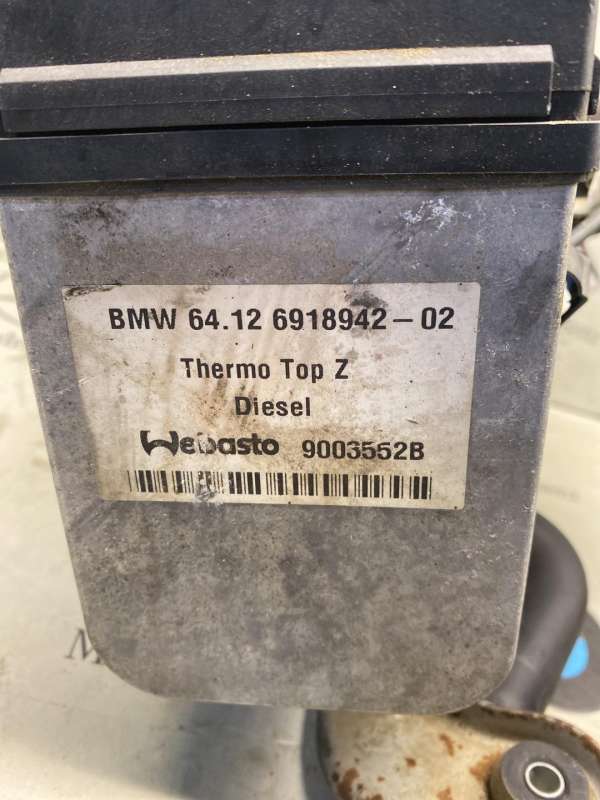 BMW 64.12 6918942-02
Thermo Top Z
Diesel
Webasto 9003552B